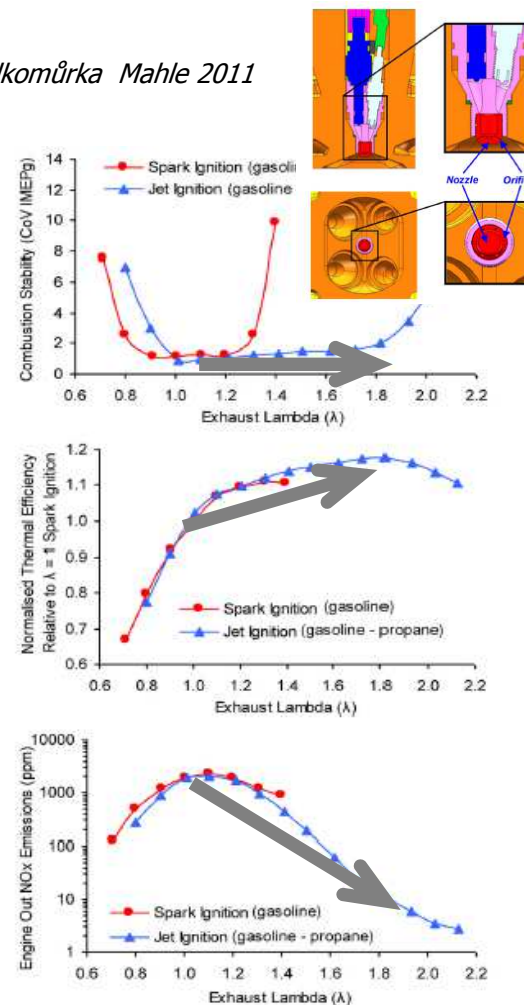 lkomůrka Mahle 2011
Nozzle
Orifi
Combustion Stability (CoV IMEPg)
14
12
10
8
6
4
2
0
Spark Ignition (gasoli
Jet Ignition (gasoline
0.6 0.8 1.0 1.2 1.4 1.6 1.8 2.0 2.2
Exhaust Lambda (λ)
Normalised Thermal Efficiency
Relative to λ = 1 Spark Ignition
1.2
1.1
1.0
0.9
0.8
0.7
0.6
Spark Ignition (gasoline)
Jet Ignition (gasoline - propane)
0.6 0.8 1.0 1.2 1.4 1.6 1.8 2.0 2.2
Exhaust Lambda (λ)
Engine Out NOx Emissions (ppm)
10000
1000
100
10
1
Spark Ignition (gasoline)
Jet Ignition (gasoline - propane)
0.6 0.8 1.0 1.2 1.4 1.6 1.8 2.0 2.2
Exhaust Lambda (λ)